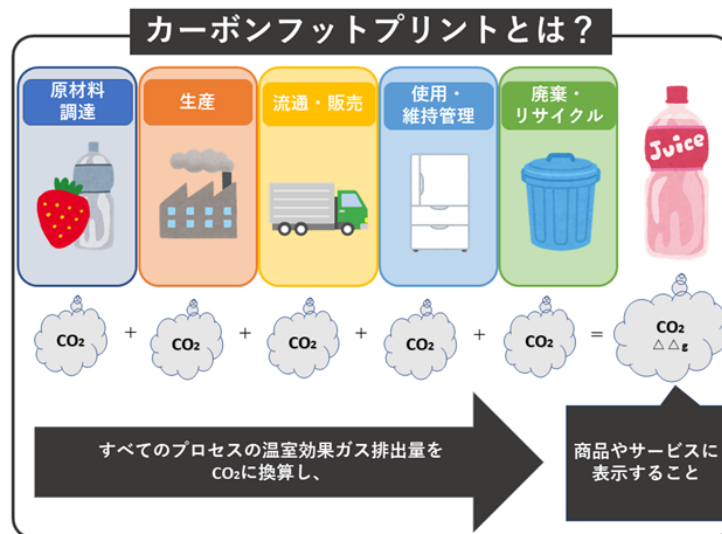 カーボンフットプリントとは？
原材料
調達
生産
流通・販売
使用・
維持管理
廃棄・
リサイクル
Juice
CO₂ + CO₂ + CO₂ + CO₂ + CO₂ = CO₂
△△g
すべてのプロセスの温室効果ガス排出量を
CO₂に換算し、
商品やサービスに
表示すること